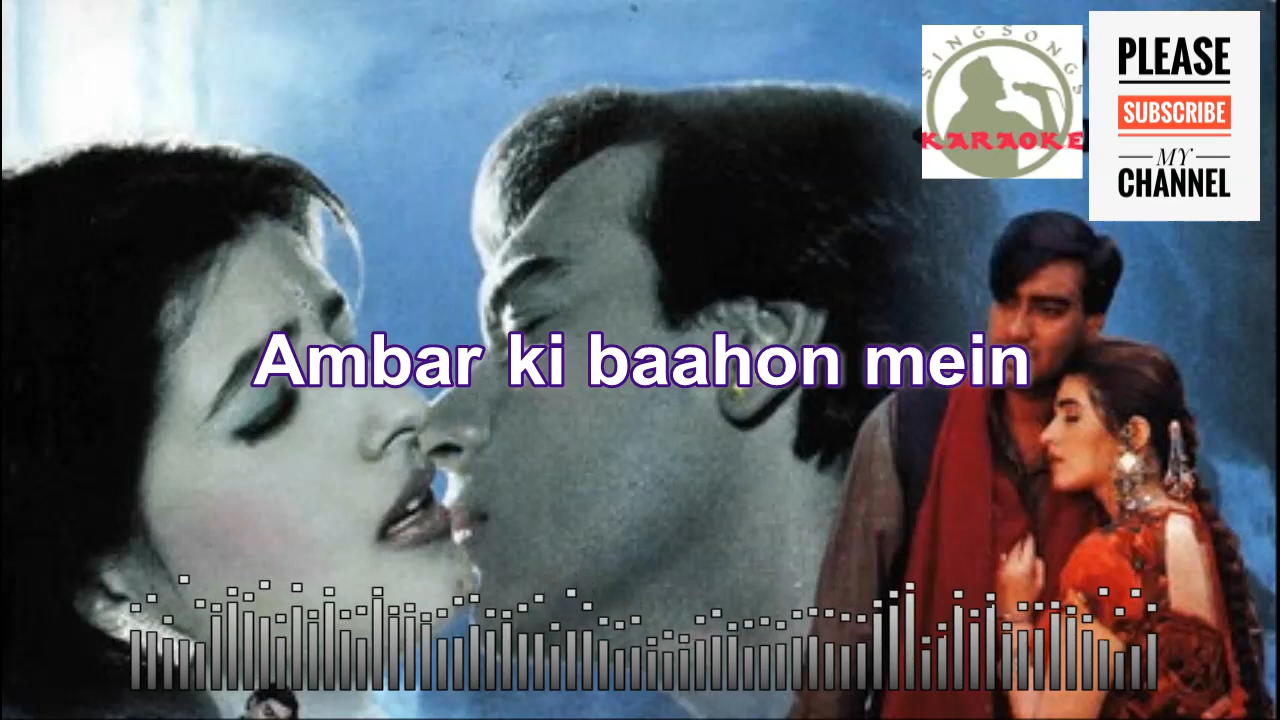 SING SONGS
KARAOKE
PLEASE
SUBSCRIBE
MY
CHANNEL
Ambar ki baahon mein